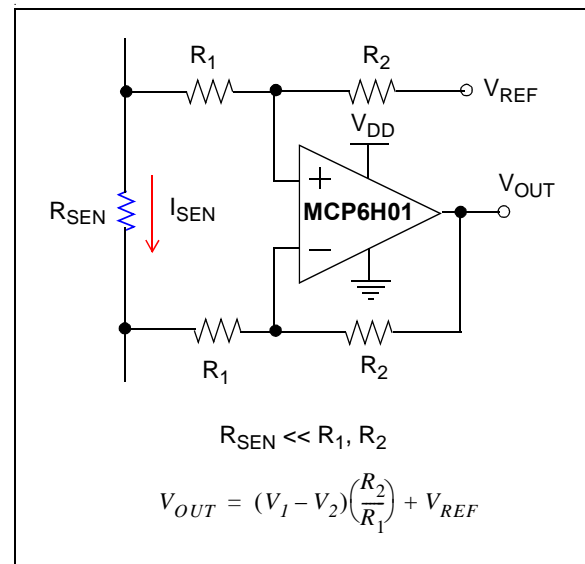 R1
R2
VREF
VDD
+
VOUT
RSEN
ISEN
MCP6H01
−
R1
R2
RSEN << R1, R2
VOUT = (V1 – V2)(R2/R1) + VREF